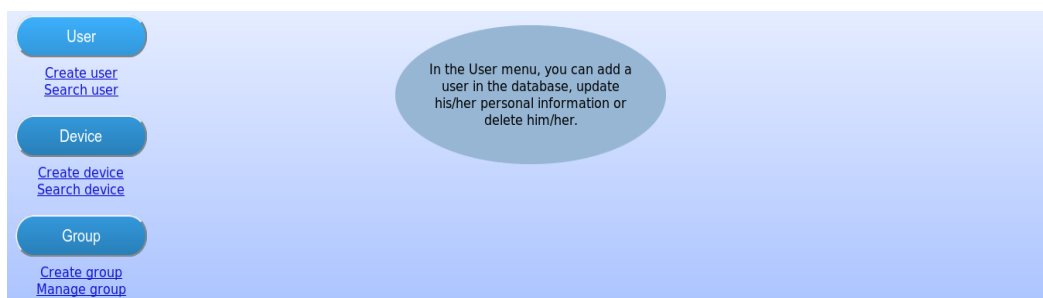 User
Create user
Search user
Device
Create device
Search device
Group
Create group
Manage group
In the User menu, you can add a
user in the database, update
his/her personal information or
delete him/her.